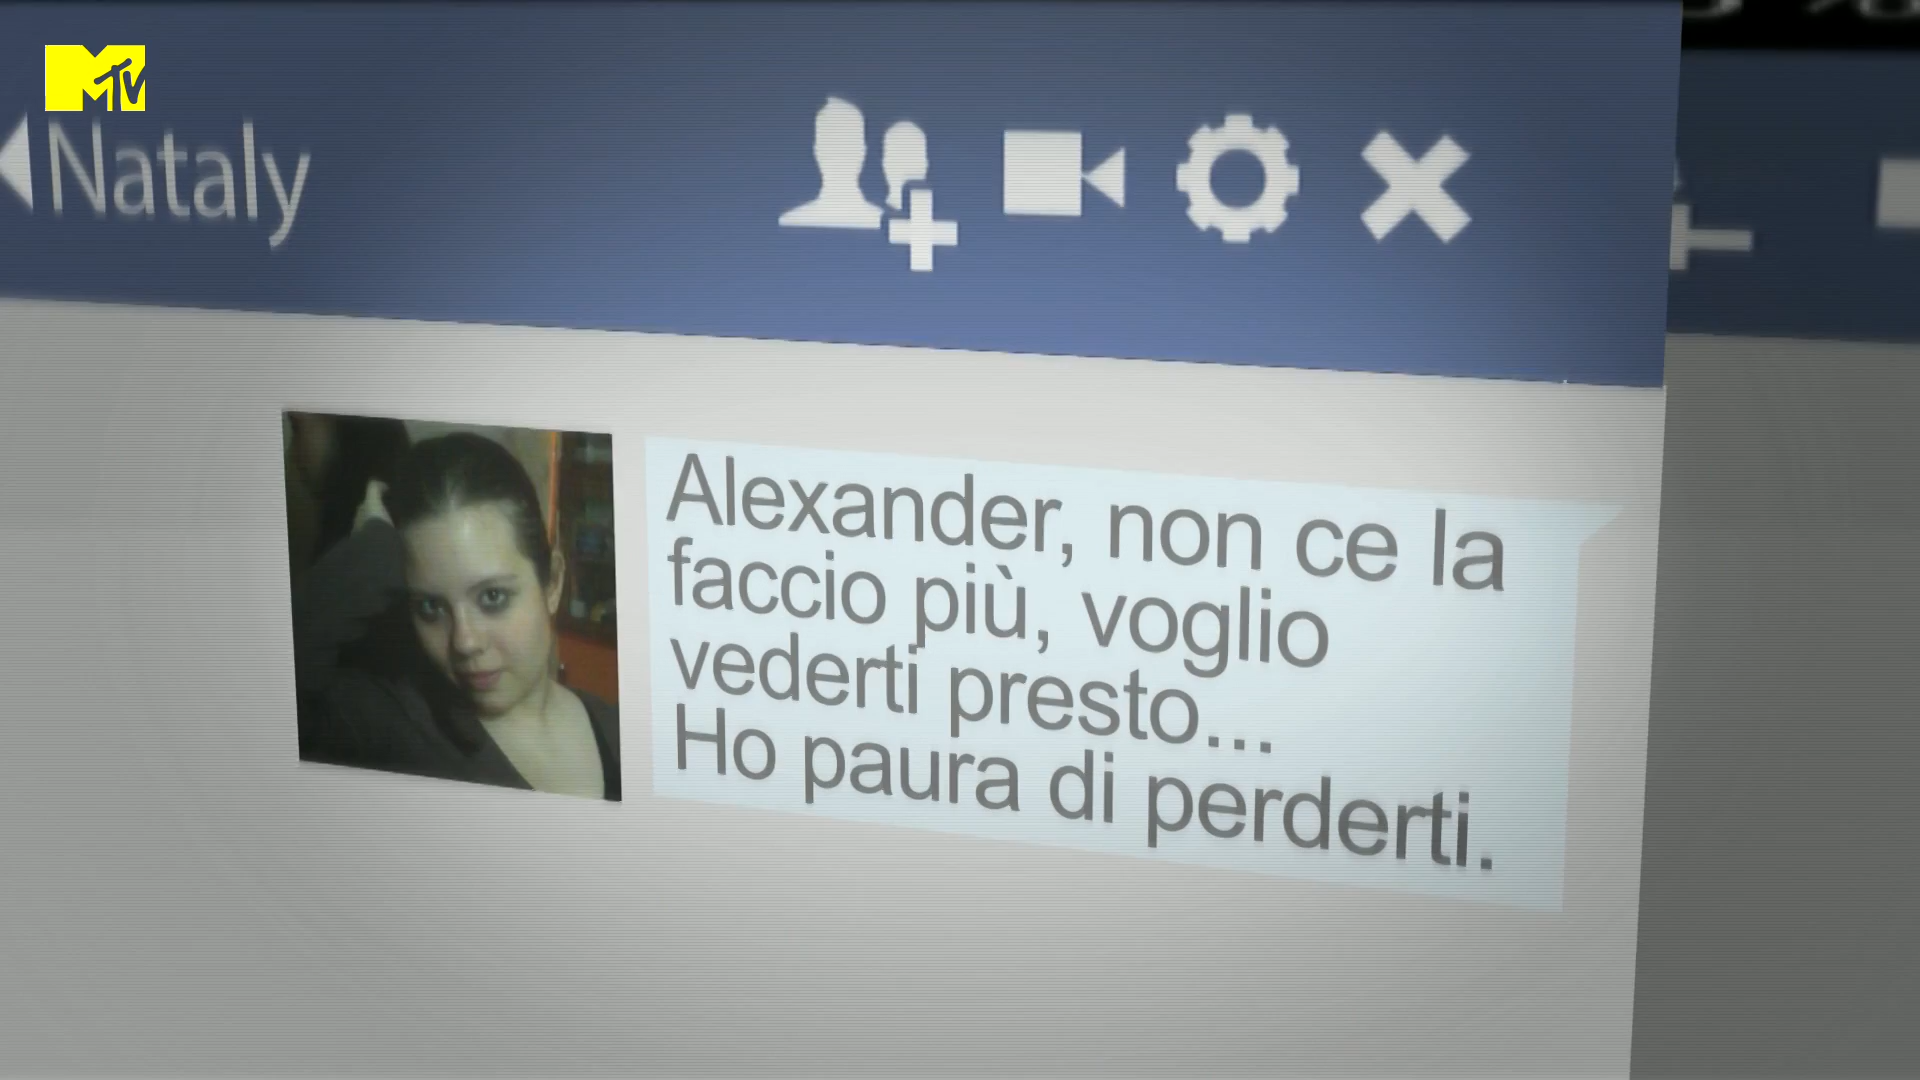 MTV
Nataly
Alexander, non ce la
faccio più, voglio
vederti presto...
Ho paura di perderti.